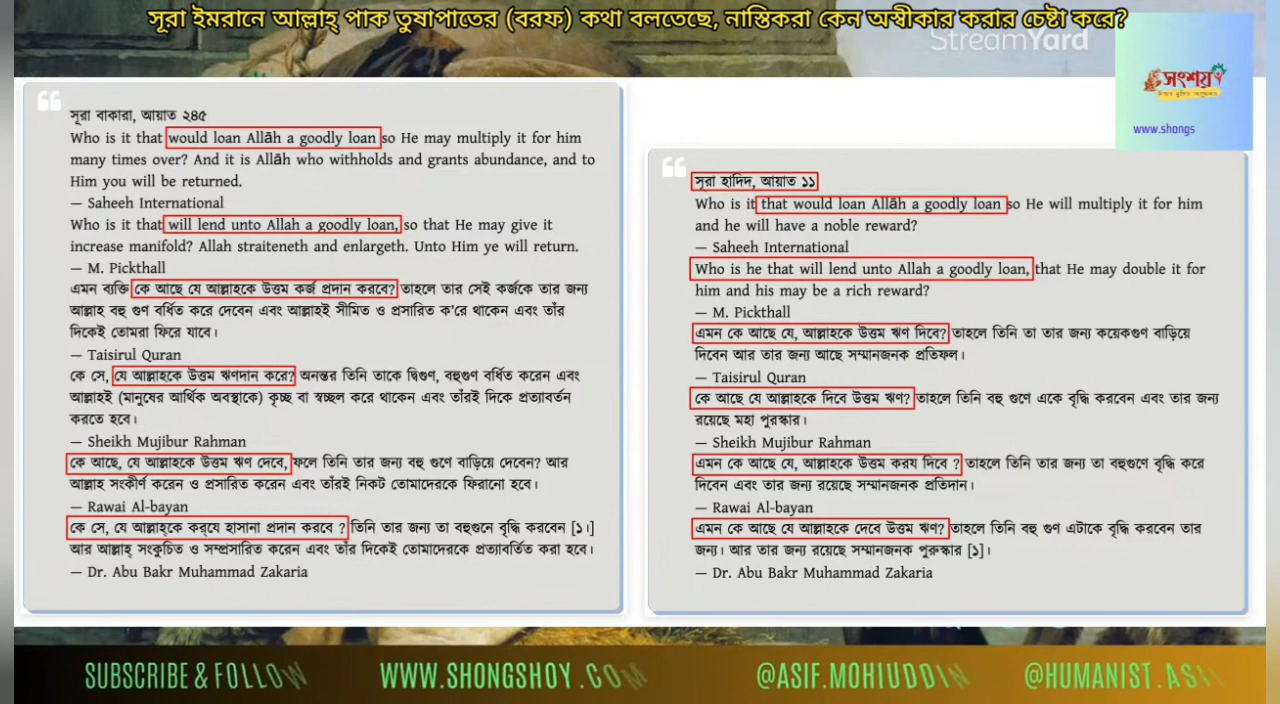 সূরা ইমরানে আল্লাহ্ পাক তুষাপাতের (বরফ) কথা বলতেছে, নাস্তিকরা কেন অস্বীকার করার চেষ্টা করে?
StreamYard
সংশয়
www.shongs
সূরা বাকারা, আয়াত ২৪৫
Who is it that would loan Allāh a goodly loan so He may multiply it for him
many times over? And it is Allāh who withholds and grants abundance, and to
Him you will be returned.
— Saheeh International
Who is it that will lend unto Allah a goodly loan, so that He may give it
increase manifold? Allah straiteneth and enlargeth. Unto Him ye will return.
— M. Pickthall
এমন ব্যক্তি কে আছে যে আল্লাহকে উত্তম কর্জ প্রদান করবে? তাহলে তার সেই কর্জকে তার জন্য
আল্লাহ বহু গুণ বর্ধিত করে দেবেন এবং আল্লাহই সীমিত ও প্রসারিত ক'রে থাকেন এবং তাঁর
দিকেই তোমরা ফিরে যাবে।
— Taisirul Quran
কে সে, যে আল্লাহকে উত্তম ঋণদান করে? অনন্তর তিনি তাকে দ্বিগুণ, বহুগুণ বর্ধিত করেন এবং
আল্লাহই (মানুষের আর্থিক অবস্থাকে) কৃচ্ছ বা স্বচ্ছল করে থাকেন এবং তাঁরই দিকে প্রত্যাবর্তন
করতে হবে।
— Sheikh Mujibur Rahman
কে আছে, যে আল্লাহকে উত্তম ঋণ দেবে, ফলে তিনি তার জন্য বহু গুণে বাড়িয়ে দেবেন? আর
আল্লাহ সংকীর্ণ করেন ও প্রসারিত করেন এবং তাঁরই নিকট তোমাদেরকে ফিরানো হবে।
— Rawai Al-bayan
কে সে, যে আল্লাহ্‌কে কর্‌যে হাসানা প্রদান করবে ? তিনি তার জন্য তা বহুগুনে বৃদ্ধি করবেন [১।]
আর আল্লাহ্‌ সংকুচিত ও সম্প্রসারিত করেন এবং তাঁর দিকেই তোমাদেরকে প্রত্যাবর্তিত করা হবে।
— Dr. Abu Bakr Muhammad Zakaria
সূরা হাদিদ, আয়াত ১১
Who is it that would loan Allāh a goodly loan so He will multiply it for him
and he will have a noble reward?
— Saheeh International
Who is he that will lend unto Allah a goodly loan, that He may double it for
him and his may be a rich reward?
— M. Pickthall
এমন কে আছে যে, আল্লাহকে উত্তম ঋণ দিবে? তাহলে তিনি তা তার জন্য কয়েকগুণ বাড়িয়ে
দিবেন আর তার জন্য আছে সম্মানজনক প্রতিফল।
— Taisirul Quran
কে আছে যে আল্লাহকে দিবে উত্তম ঋণ? তাহলে তিনি বহু গুণে একে বৃদ্ধি করবেন এবং তার জন্য
রয়েছে মহা পুরস্কার।
— Sheikh Mujibur Rahman
এমন কে আছে যে, আল্লাহকে উত্তম করয দিবে ? তাহলে তিনি তার জন্য তা বহুগুণে বৃদ্ধি করে
দিবেন এবং তার জন্য রয়েছে সম্মানজনক প্রতিদান।
— Rawai Al-bayan
এমন কে আছে যে আল্লাহকে দেবে উত্তম ঋণ? তাহলে তিনি বহু গুণ এটাকে বৃদ্ধি করবেন তার
জন্য। আর তার জন্য রয়েছে সম্মানজনক পুরুস্কার [১]।
— Dr. Abu Bakr Muhammad Zakaria
SUBSCRIBE & FOLLOW WWW.SHONGSHOY.COM @ASIF.MOHIUDDIN @HUMANIST.ASI